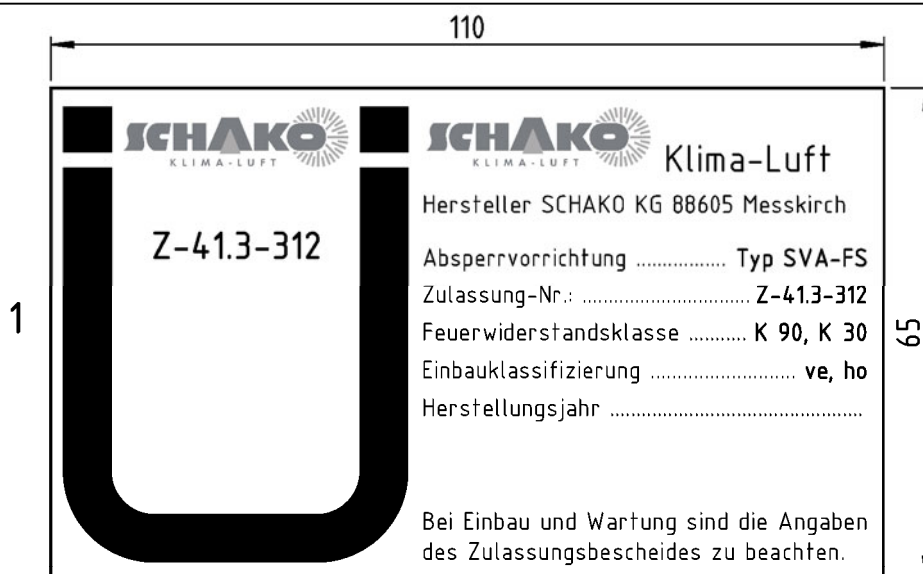 110
SCHAKO
KLIMA-LUFT
Z-41.3-312
SCHAKO
KLIMA-LUFT
Klima-Luft
Hersteller SCHAKO KG 88605 Messkirch
Absperrvorrichtung ................. Typ SVA-FS
Zulassung-Nr.: ................................ Z-41.3-312
Feuerwiderstandsklasse ........... K 90, K 30
Einbauklassifizierung ............................ ve, ho
Herstellungsjahr ................................................
Bei Einbau und Wartung sind die Angaben
des Zulassungsbescheides zu beachten.
1
65